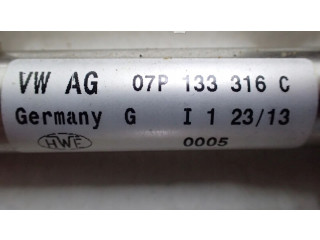 VW AG 07P 133 316 C
Germany G I 1 23/13
HWE 0005